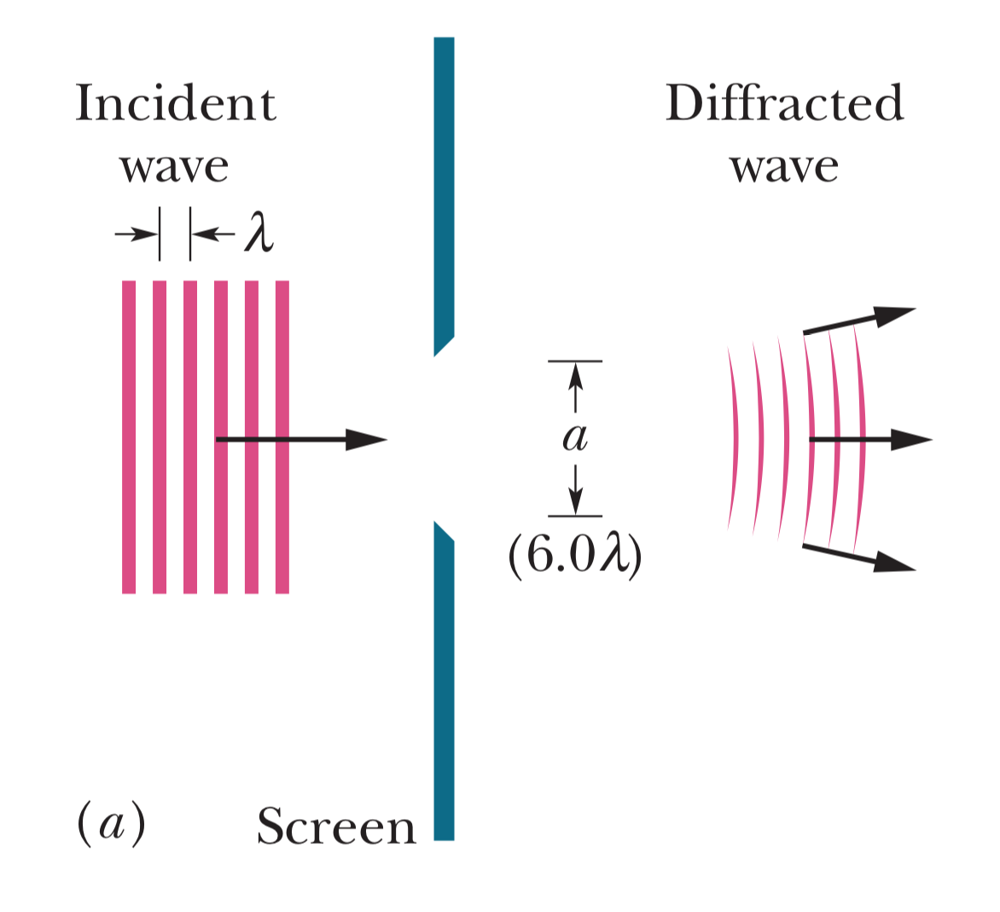 Incident
wave
λ
Diffracted
wave
a
(6.0λ)
(a)
Screen